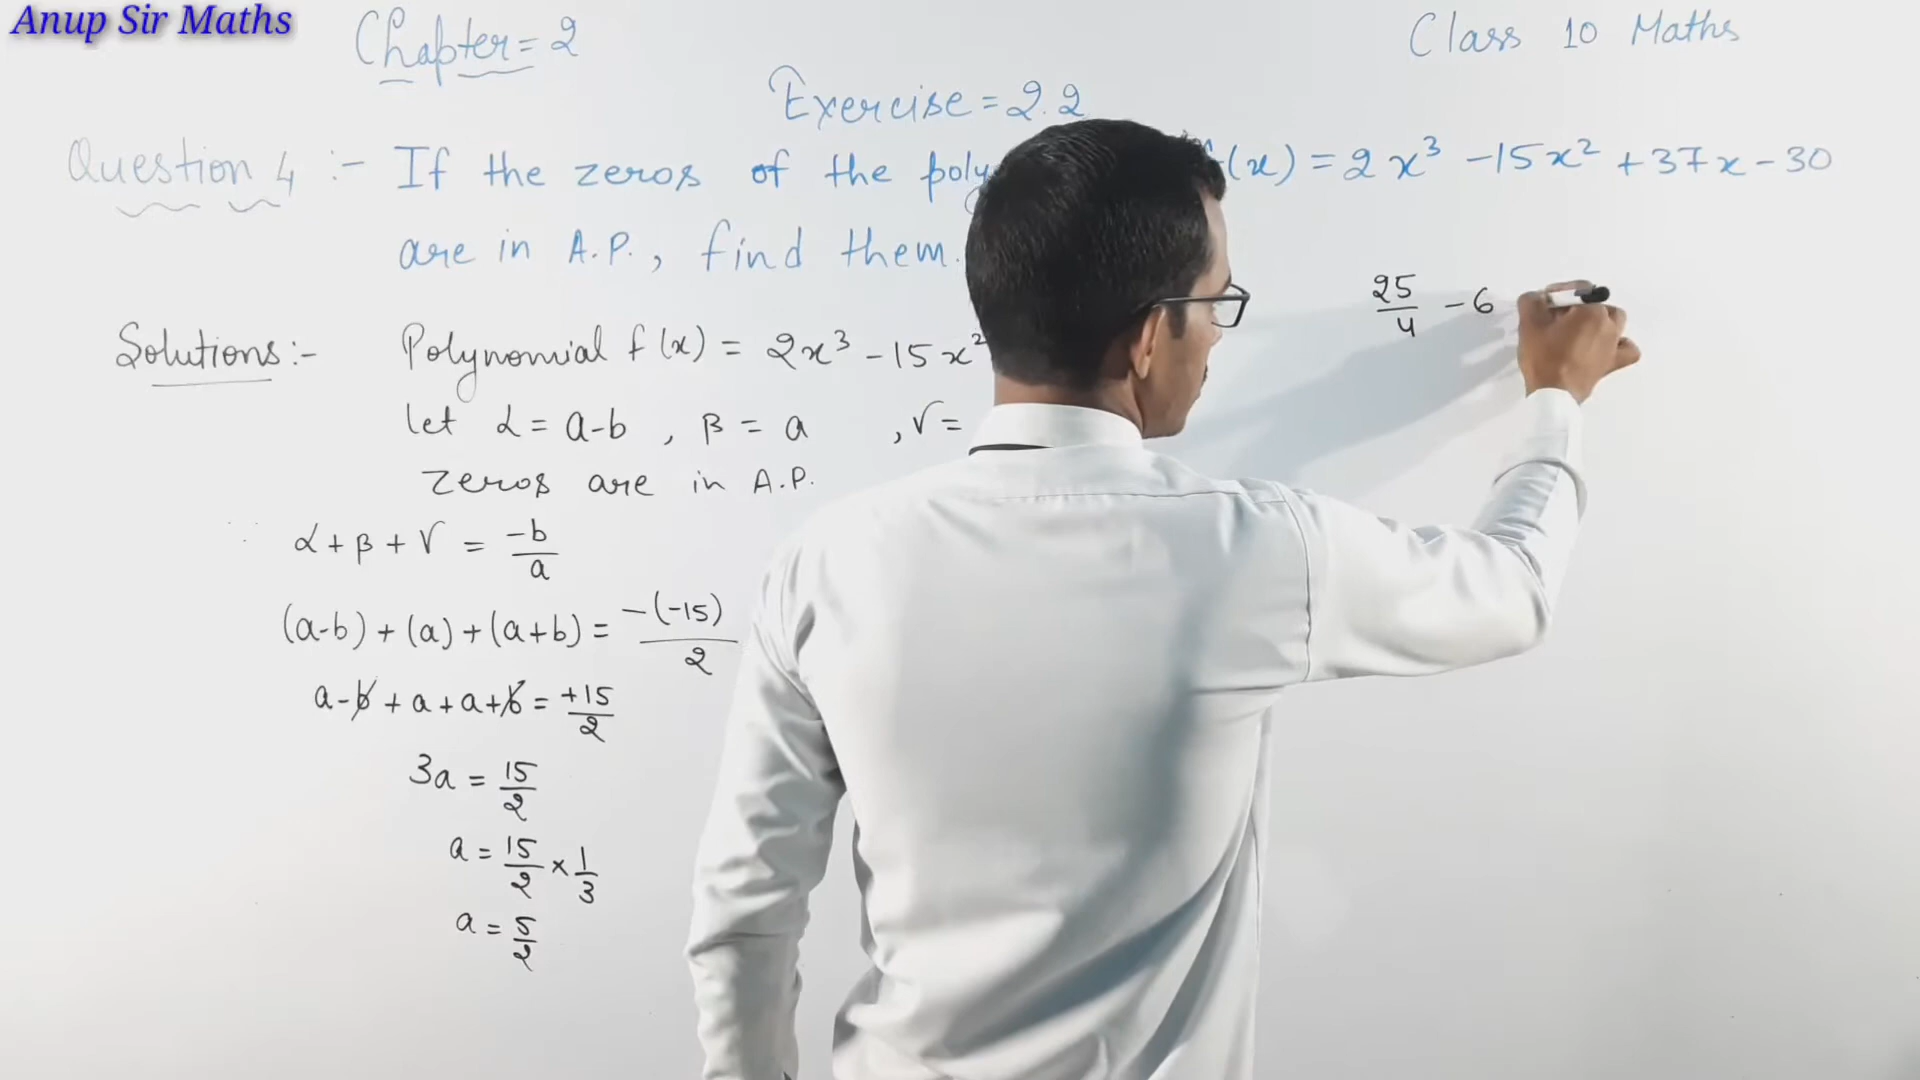 Anup Sir Maths
Chapter = 2
Class 10 Maths
Exercise = 2.2
Question 4 :- If the zeros of the (x) = 2x³ - 15x² + 37x - 30
are in A.P., find them.
25/4 - 6
Solutions :- Polynomial f(x) = 2x³ - 15x²
let α = a-b , β = a , γ =
zeros are in A.P.
∵ α + β + γ = -b/a
(a-b) + (a) + (a+b) = -(-15)/2
a - b + a + a + b = +15/2
3a = 15/2
a = 15/2 × 1/3
a = 5/2